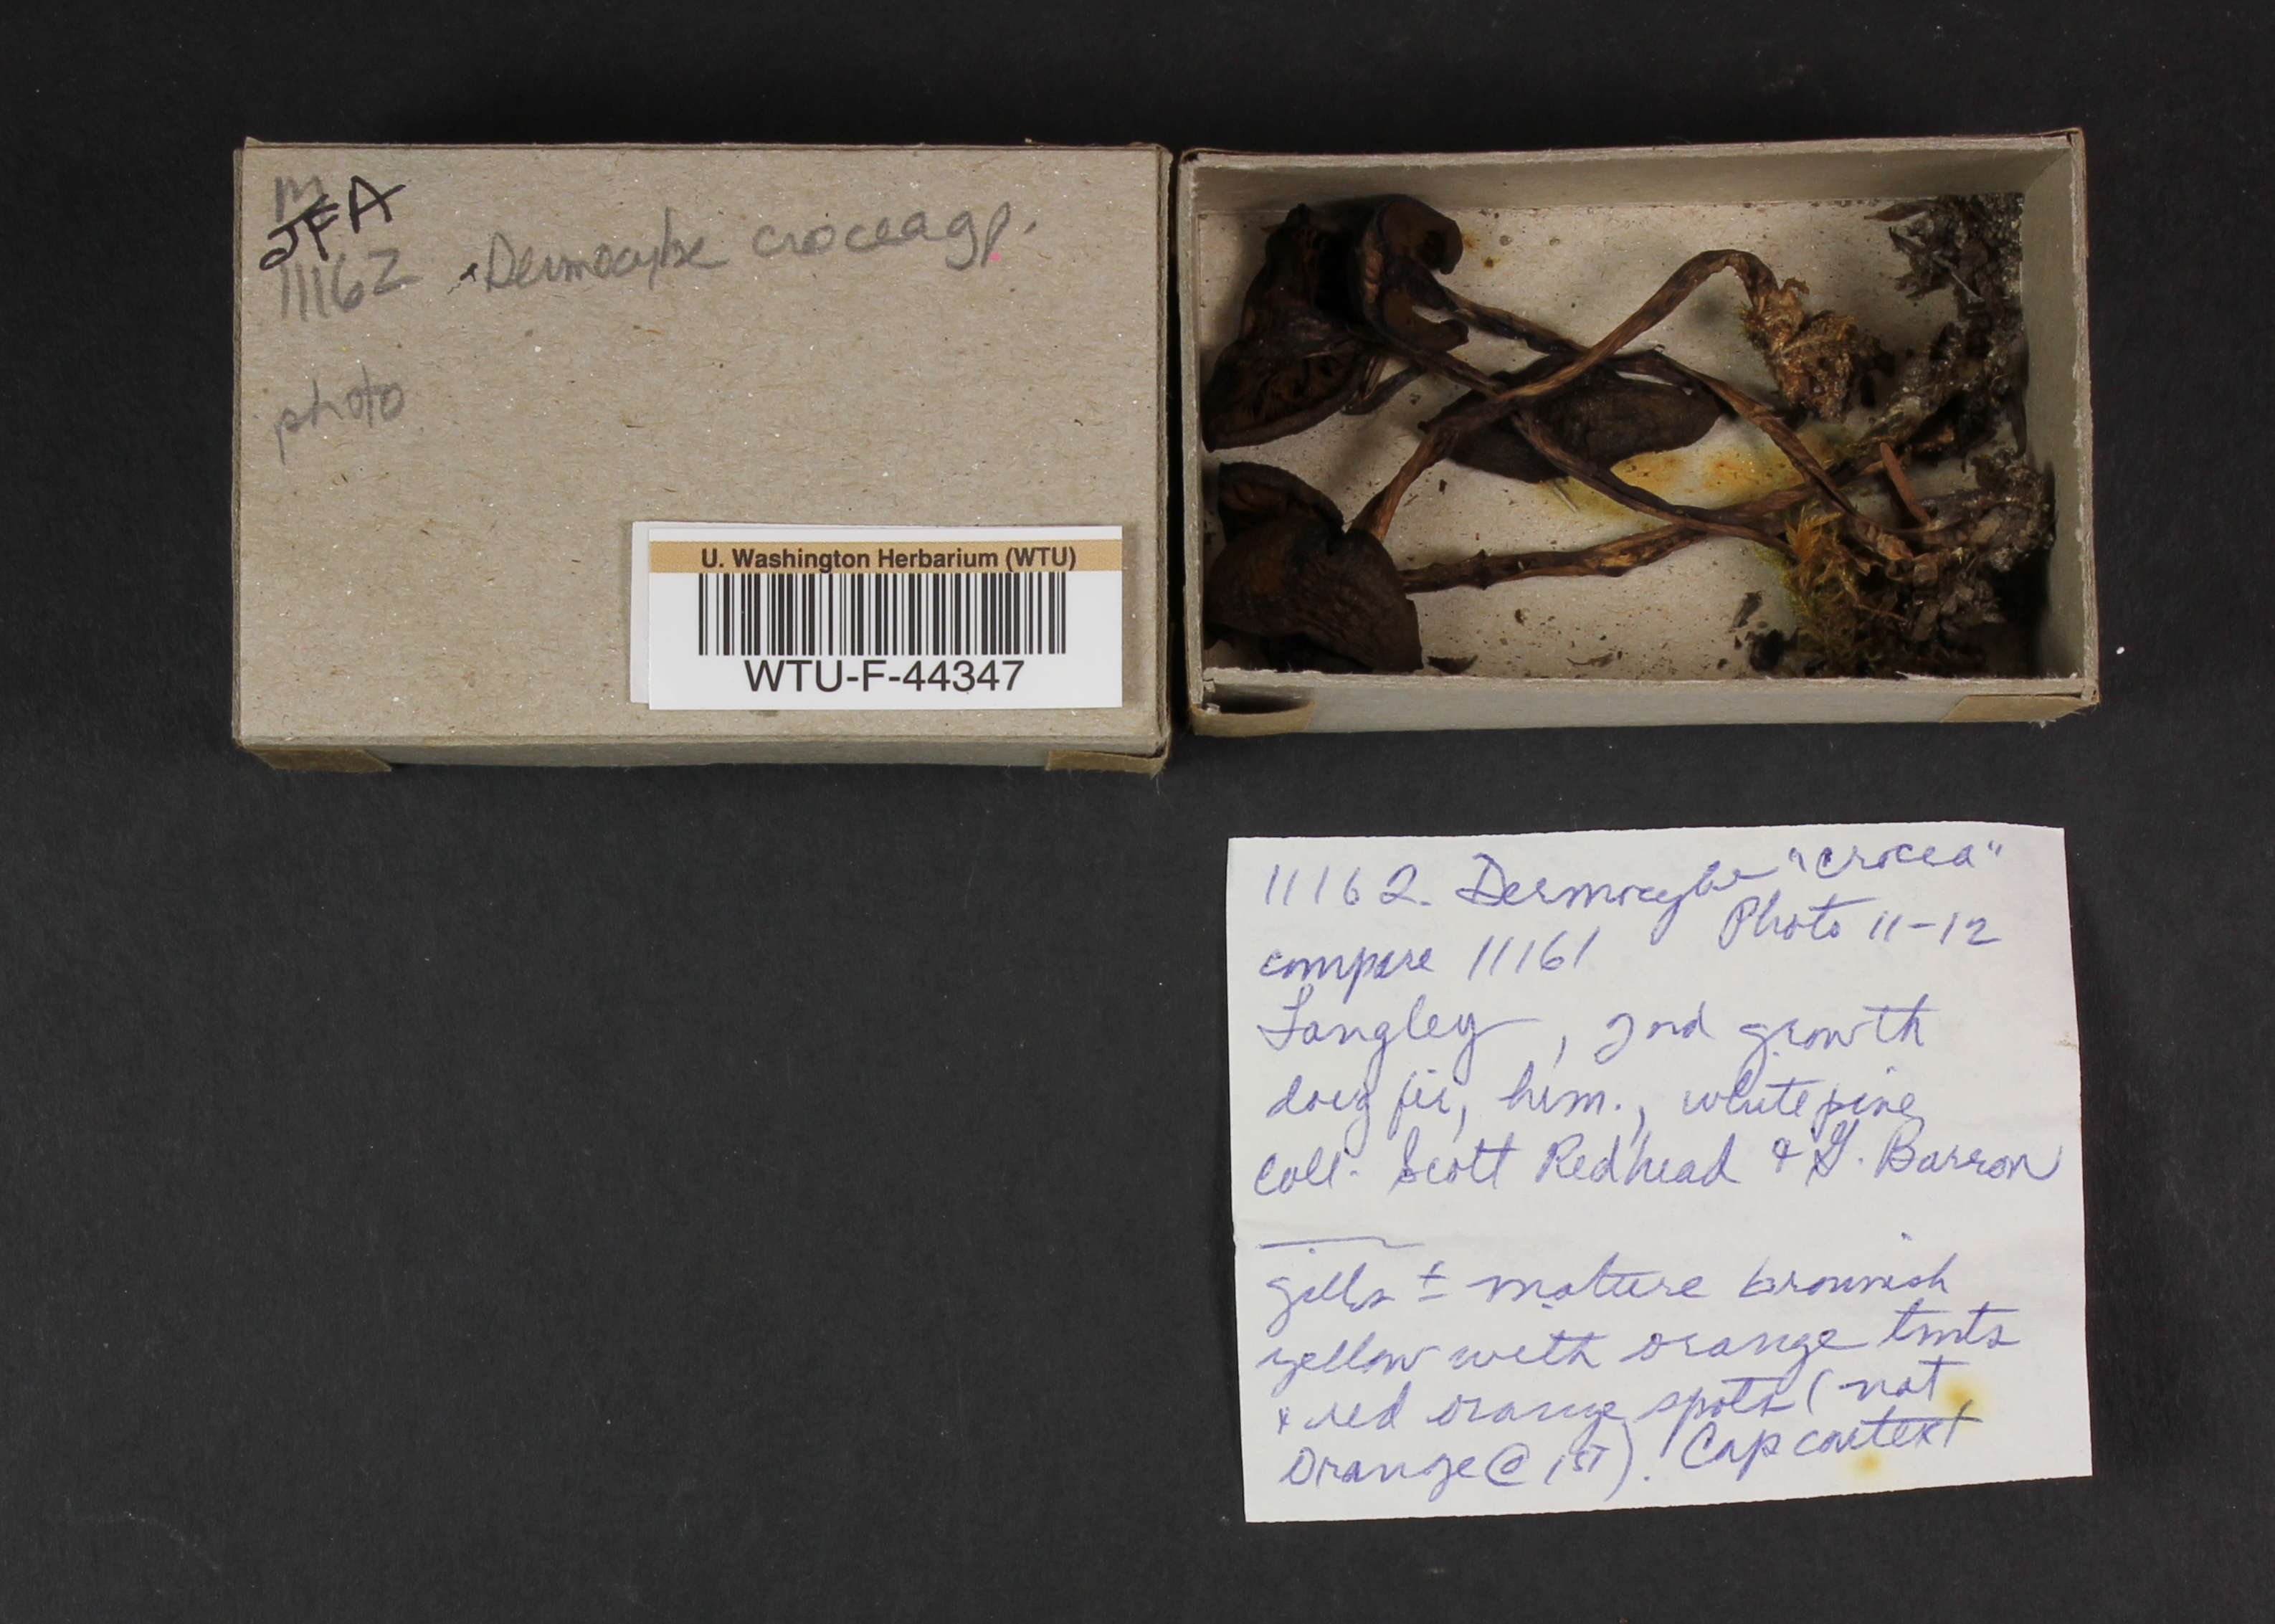 JFA
11162 Dermocybe crocea gp.
photo
U. Washington Herbarium (WTU)
WTU-F-44347
11162. Dermocybe "crocea"
Photo 11-12
compare 11161
Langley, 2nd growth
doug fir, hem., white pine
Coll. Scott Redhead & G. Barron
gills ± mature brownish
yellow with orange tints
& red orange spots (not
orange @ 1st). Cap context